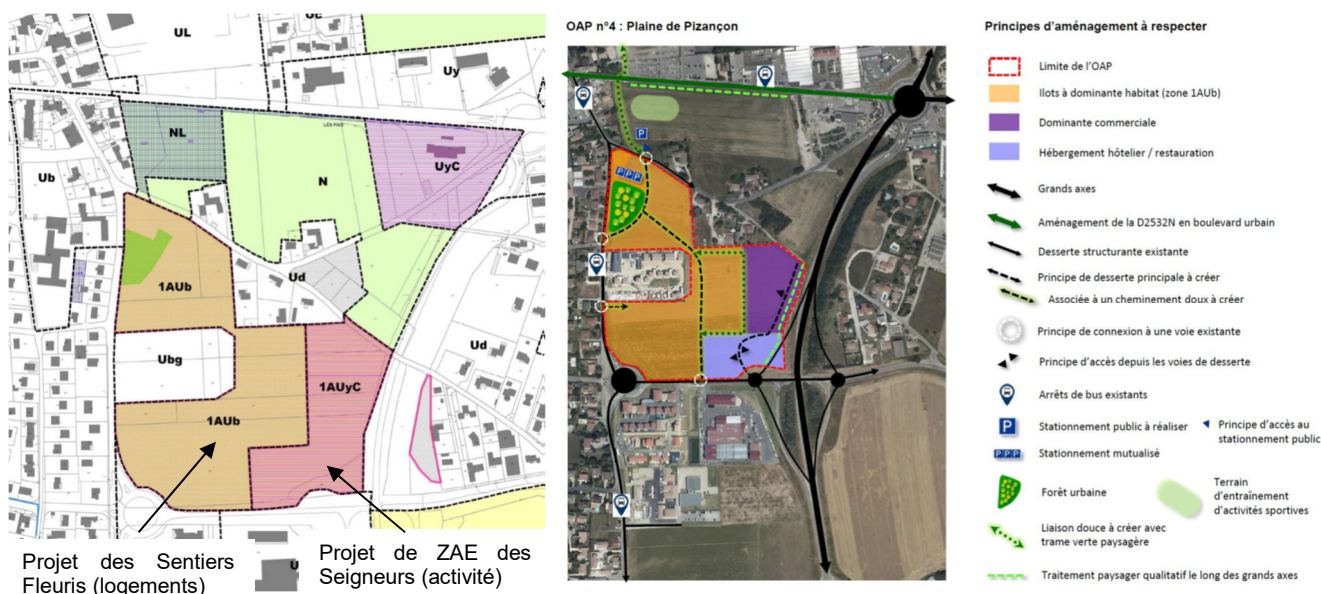 UL
Uc
Uy
NL
LES PIAS
N
UyC
Ub
Ud
1AUb
Ubg
Ud
1AUyC
1AUb
Projet des Sentiers
Fleuris (logements)
U
Projet de ZAE des
Seigneurs (activité)
OAP n°4 : Plaine de Pizançon
P
PPP
Principes d'aménagement à respecter
Limite de l'OAP
Ilots à dominante habitat (zone 1AUb)
Dominante commerciale
Hébergement hôtelier / restauration
Grands axes
Aménagement de la D2532N en boulevard urbain
Desserte structurante existante
Principe de desserte principale à créer
Associée à un cheminement doux à créer
Principe de connexion à une voie existante
Principe d'accès depuis les voies de desserte
Arrêts de bus existants
P Stationnement public à réaliser
Principe d'accès au
stationnement public
PPP Stationnement mutualisé
Forêt urbaine
Terrain
d'entraînement
d'activités sportives
Liaison douce à créer avec
trame verte paysagère
Traitement paysager qualitatif le long des grands axes